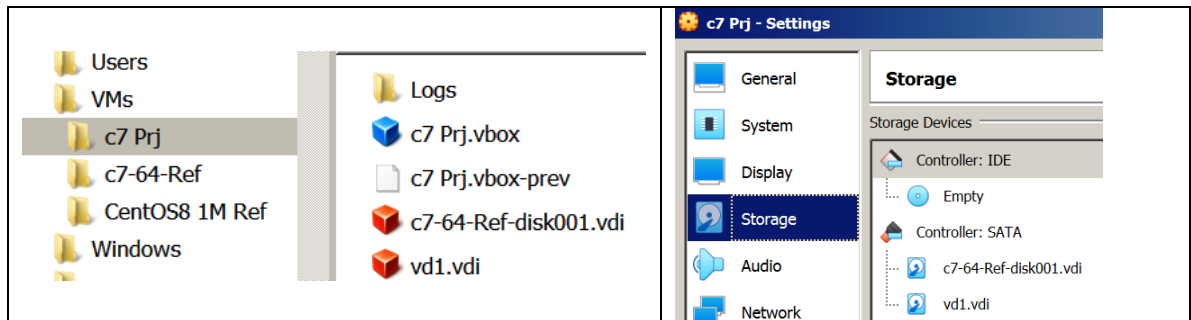 Users
VMs
c7 Prj
c7-64-Ref
CentOS8 1M Ref
Windows
Logs
c7 Prj.vbox
c7 Prj.vbox-prev
c7-64-Ref-disk001.vdi
vd1.vdi
c7 Prj - Settings
General
System
Display
Storage
Audio
Network
Storage
Storage Devices
Controller: IDE
Empty
Controller: SATA
c7-64-Ref-disk001.vdi
vd1.vdi